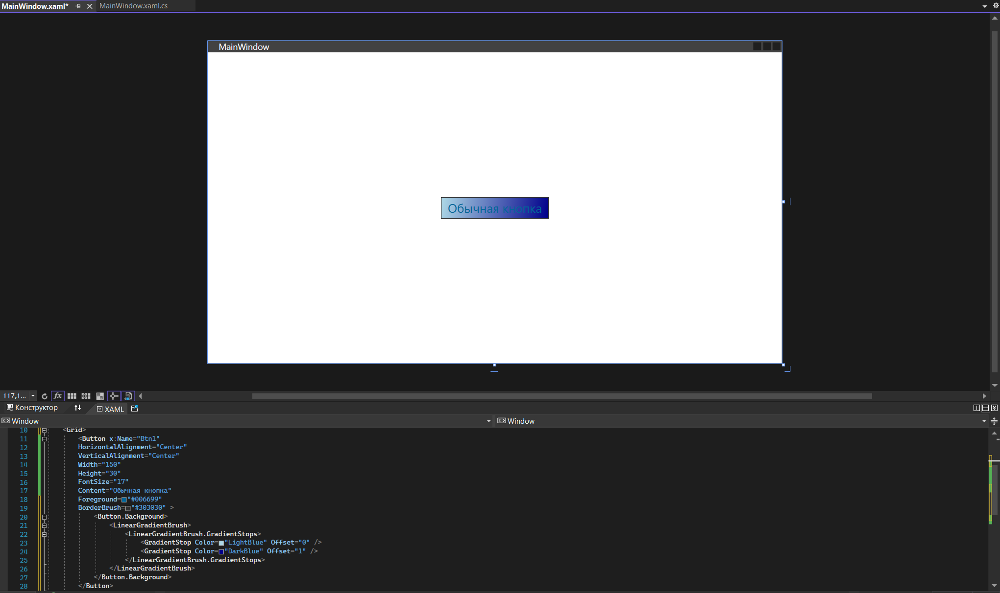 MainWindow.xaml* MainWindow.xaml.cs
MainWindow
Обычная кнопка
117,1... fx
Конструктор XAML
Window Window
10 <Grid>
11 <Button x:Name="Btn1"
12 HorizontalAlignment="Center"
13 VerticalAlignment="Center"
14 Width="150"
15 Height="30"
16 FontSize="17"
17 Content="Обычная кнопка"
18 Foreground="#006699"
19 BorderBrush="#303030" >
20 <Button.Background>
21 <LinearGradientBrush>
22 <LinearGradientBrush.GradientStops>
23 <GradientStop Color="LightBlue" Offset="0" />
24 <GradientStop Color="DarkBlue" Offset="1" />
25 </LinearGradientBrush.GradientStops>
26 </LinearGradientBrush>
27 </Button.Background>
28 </Button>